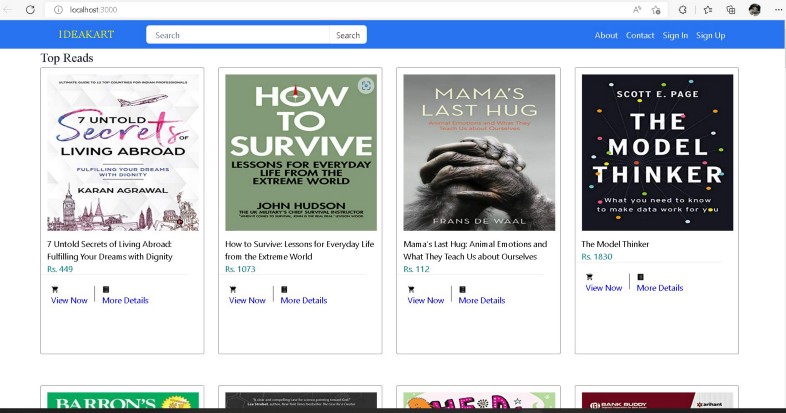 localhost:3000
IDEAKART
Search
Search
About Contact Sign In Sign Up
Top Reads
ULTIMATE GUIDE TO 10 TOP COUNTRIES FOR INDIAN PROFESSIONALS
7 UNTOLD
Secrets OF
LIVING ABROAD
FULFILLING YOUR DREAMS
WITH DIGNITY
KARAN AGRAWAL
HOW
TO
SURVIVE
LESSONS FOR EVERYDAY
LIFE FROM THE
EXTREME WORLD
JOHN HUDSON
THE UK MILITARY'S CHIEF SURVIVAL INSTRUCTOR
MAMA'S
LAST HUG
Animal Emotions and What They
Teach Us about Ourselves
FRANS DE WAAL
SCOTT E. PAGE
THE
MODEL
THINKER
What you need to know
to make data work for you
7 Untold Secrets of Living Abroad:
Fulfilling Your Dreams with Dignity
Rs. 449
View Now More Details
How to Survive: Lessons for Everyday Life
from the Extreme World
Rs. 1073
View Now More Details
Mama's Last Hug: Animal Emotions and
What They Teach Us about Ourselves
Rs. 112
View Now More Details
The Model Thinker
Rs. 1830
View Now More Details
BARRON'S
BANK BUDDY
arihant